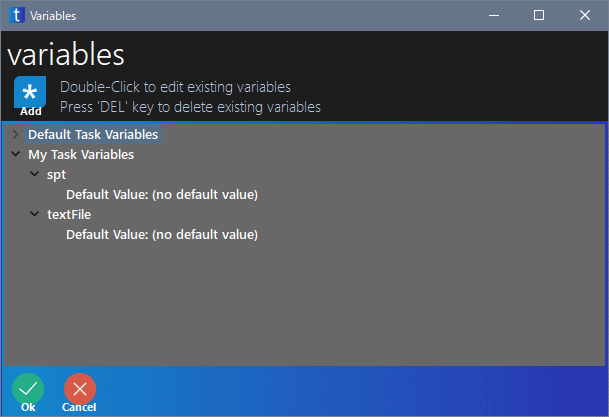 t Variables
variables
*
Add
Double-Click to edit existing variables
Press 'DEL' key to delete existing variables
Default Task Variables
My Task Variables
spt
Default Value: (no default value)
textFile
Default Value: (no default value)
Ok
Cancel